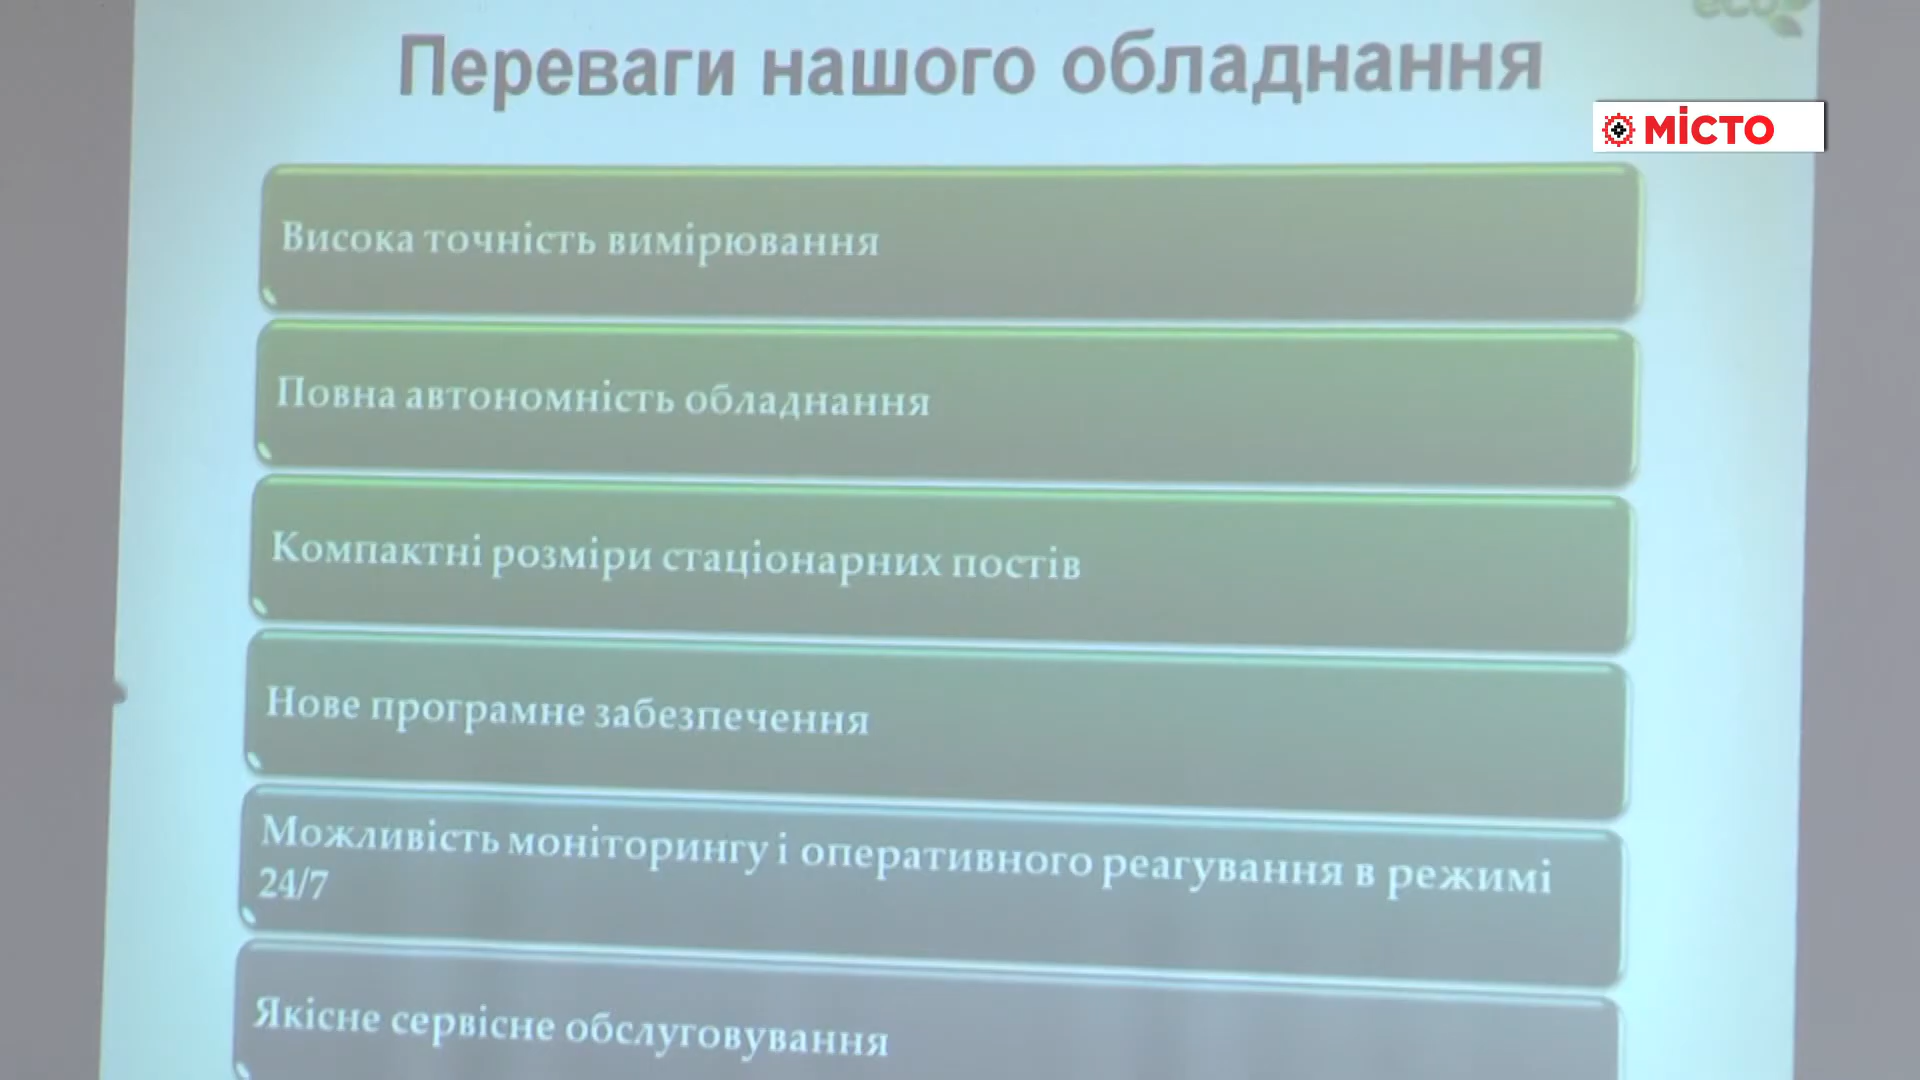 eco
Переваги нашого обладнання
МІСТО
Висока точність вимірювання
Повна автономність обладнання
Компактні розміри стаціонарних постів
Нове програмне забезпечення
Можливість моніторингу і оперативного реагування в режимі
24/7
Якісне сервісне обслуговування